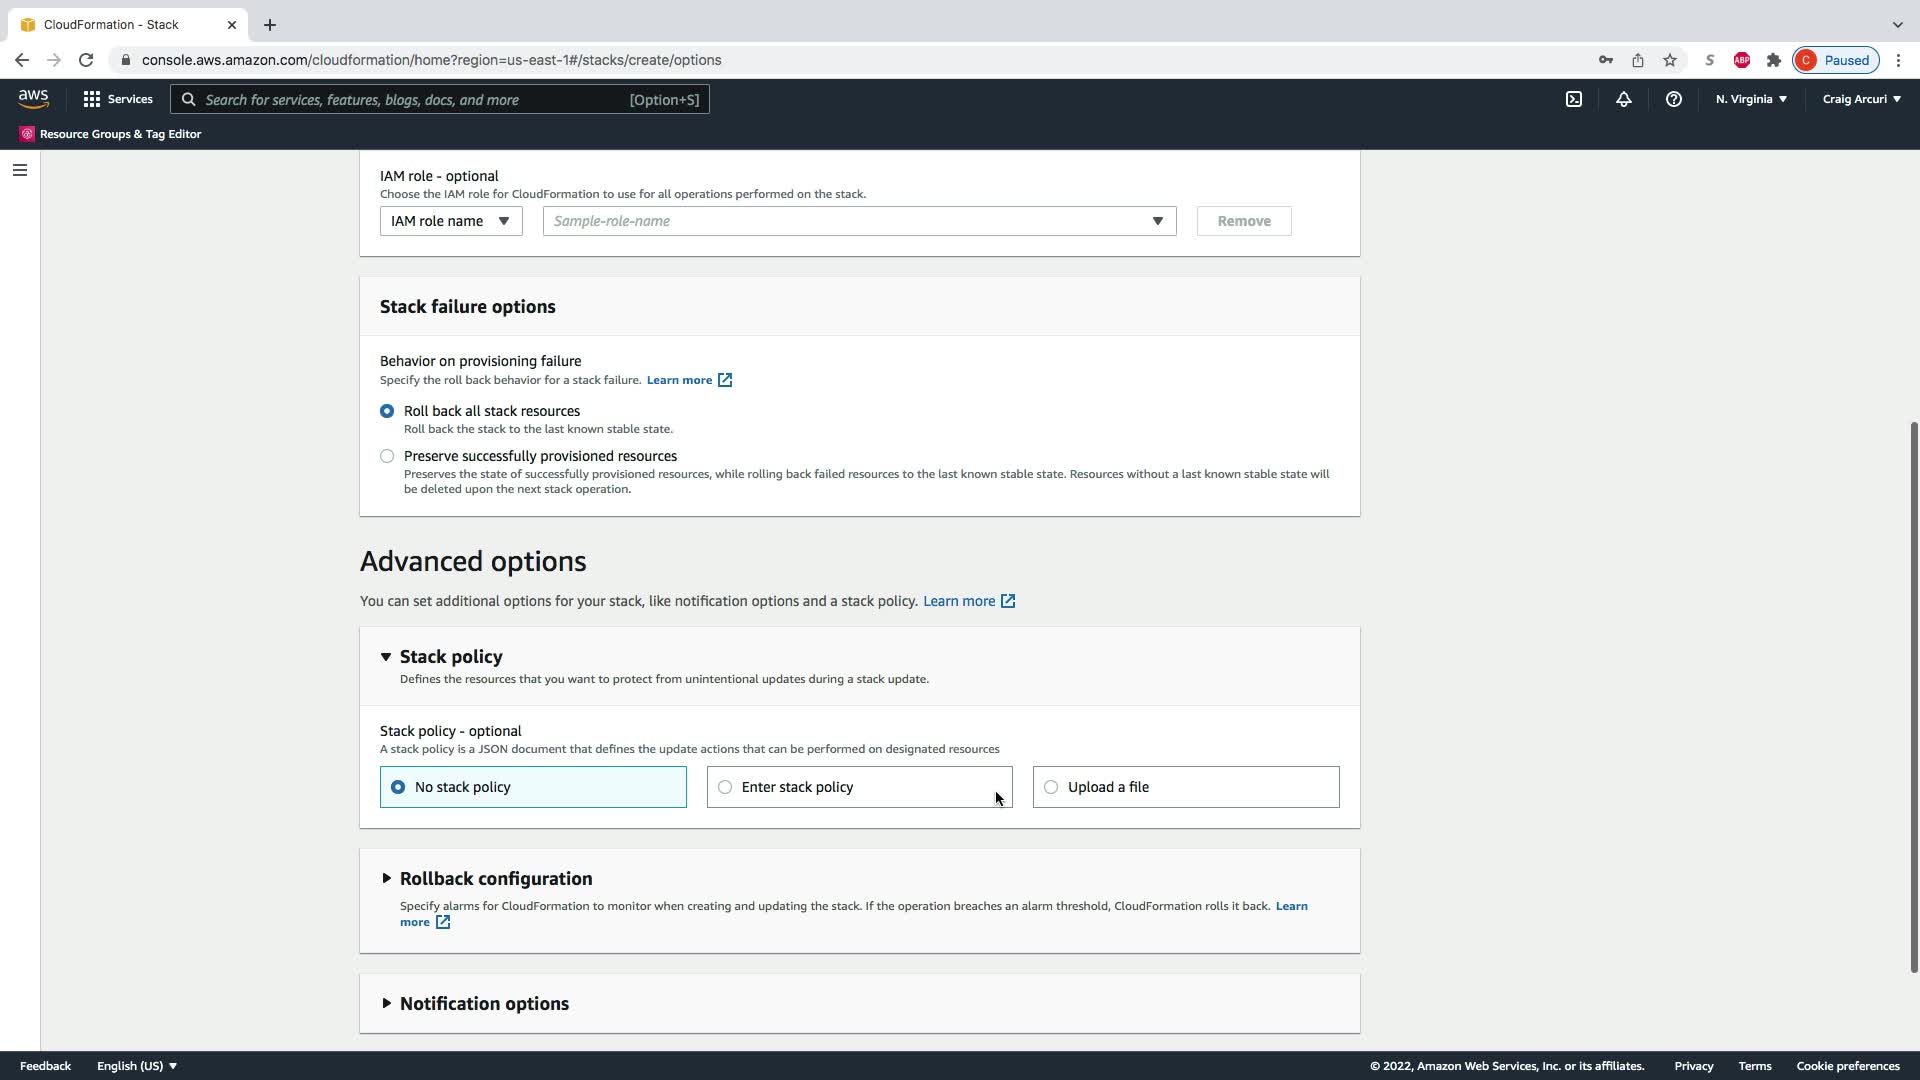 CloudFormation - Stack
console.aws.amazon.com/cloudformation/home?region=us-east-1#/stacks/create/options
S
ABP
C
Paused
aws
Services
Search for services, features, blogs, docs, and more
[Option+S]
N. Virginia
Craig Arcuri
Resource Groups & Tag Editor
IAM role - optional
Choose the IAM role for CloudFormation to use for all operations performed on the stack.
IAM role name
Sample-role-name
Remove
Stack failure options
Behavior on provisioning failure
Specify the roll back behavior for a stack failure. Learn more
Roll back all stack resources
Roll back the stack to the last known stable state.
Preserve successfully provisioned resources
Preserves the state of successfully provisioned resources, while rolling back failed resources to the last known stable state. Resources without a last known stable state will
be deleted upon the next stack operation.
Advanced options
You can set additional options for your stack, like notification options and a stack policy. Learn more
Stack policy
Defines the resources that you want to protect from unintentional updates during a stack update.
Stack policy - optional
A stack policy is a JSON document that defines the update actions that can be performed on designated resources
No stack policy
Enter stack policy
Upload a file
Rollback configuration
Specify alarms for CloudFormation to monitor when creating and updating the stack. If the operation breaches an alarm threshold, CloudFormation rolls it back. Learn
more
Notification options
Feedback
English (US)
© 2022, Amazon Web Services, Inc. or its affiliates.
Privacy
Terms
Cookie preferences